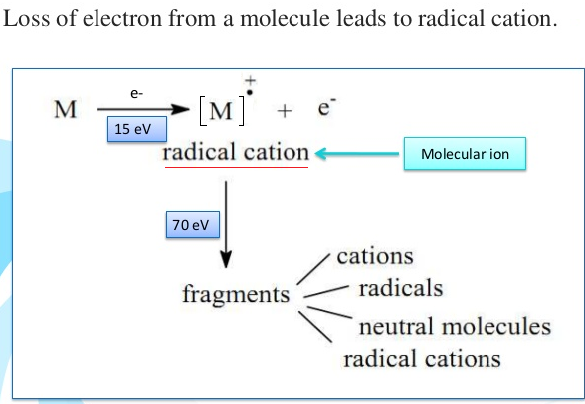 Loss of electron from a molecule leads to radical cation.
M e- [M]+• + e-
15 eV
radical cation Molecular ion
70 eV
cations
fragments radicals
neutral molecules
radical cations